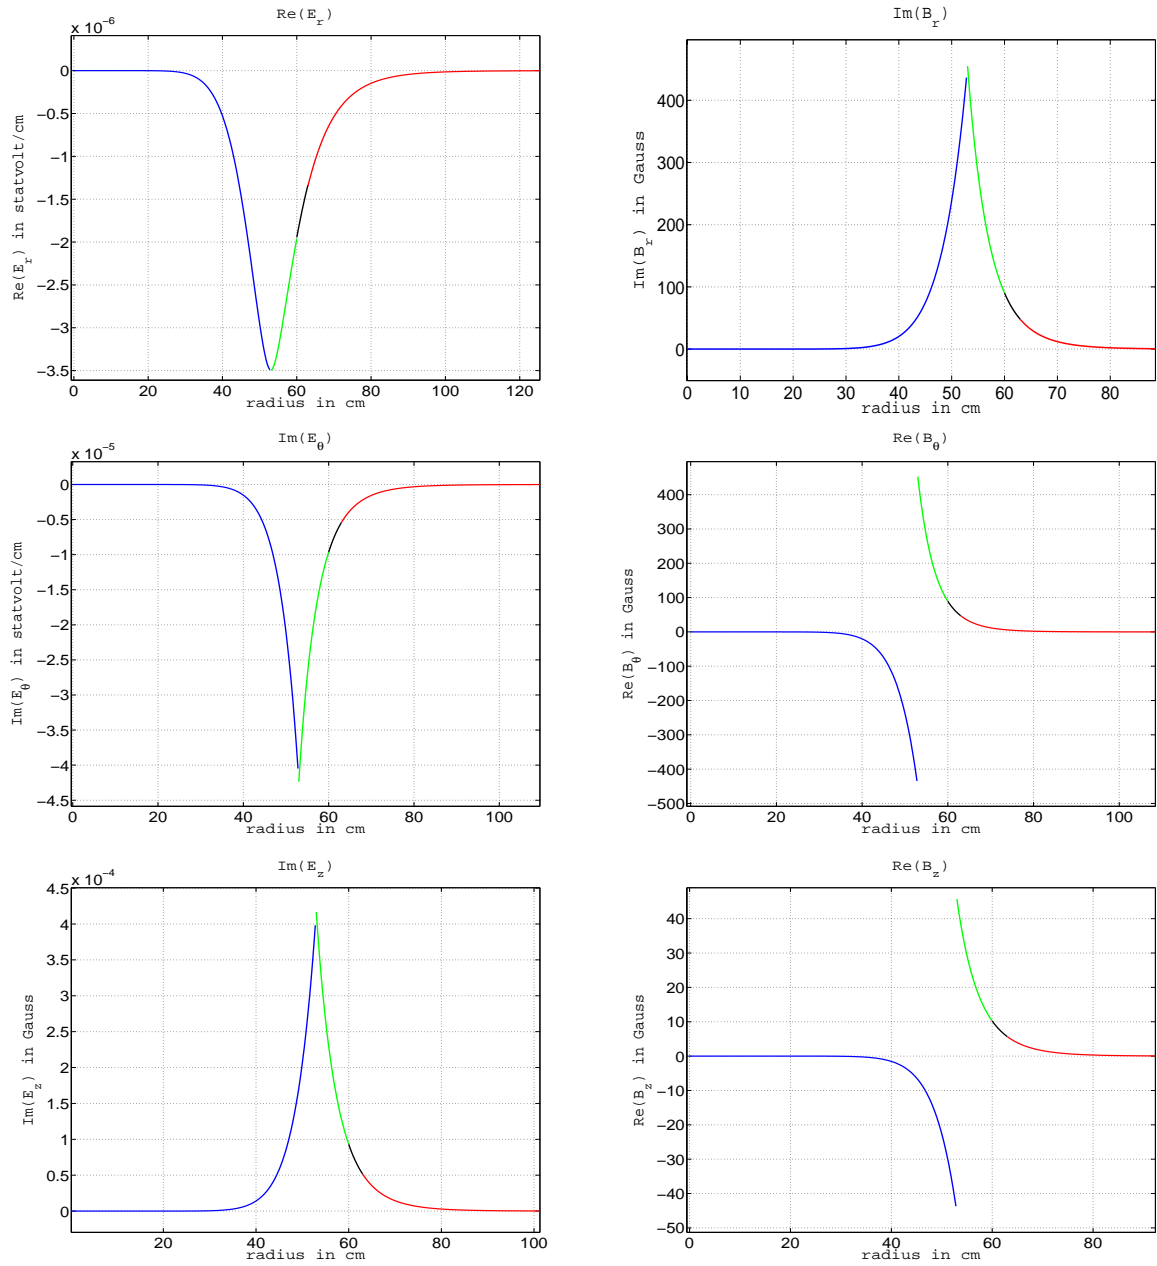 Re(E_r)
x 10^−6
0
−0.5
−1
−1.5
−2
−2.5
−3
−3.5
Re(E_r) in statvolt/cm
0 20 40 60 80 100 120
radius in cm
Im(B_r)
400
300
200
100
0
Im(B_r) in Gauss
0 10 20 30 40 50 60 70 80
radius in cm
Im(E_θ)
x 10^−5
0
−0.5
−1
−1.5
−2
−2.5
−3
−3.5
−4
−4.5
Im(E_θ) in statvolt/cm
20 40 60 80 100
radius in cm
Re(B_θ)
400
300
200
100
0
−100
−200
−300
−400
−500
Re(B_θ) in Gauss
0 20 40 60 80 100
radius in cm
Im(E_z)
x 10^−4
4.5
4
3.5
3
2.5
2
1.5
1
0.5
0
Im(E_z) in Gauss
20 40 60 80 100
radius in cm
Re(B_z)
40
30
20
10
0
−10
−20
−30
−40
−50
Re(B_z) in Gauss
0 20 40 60 80
radius in cm